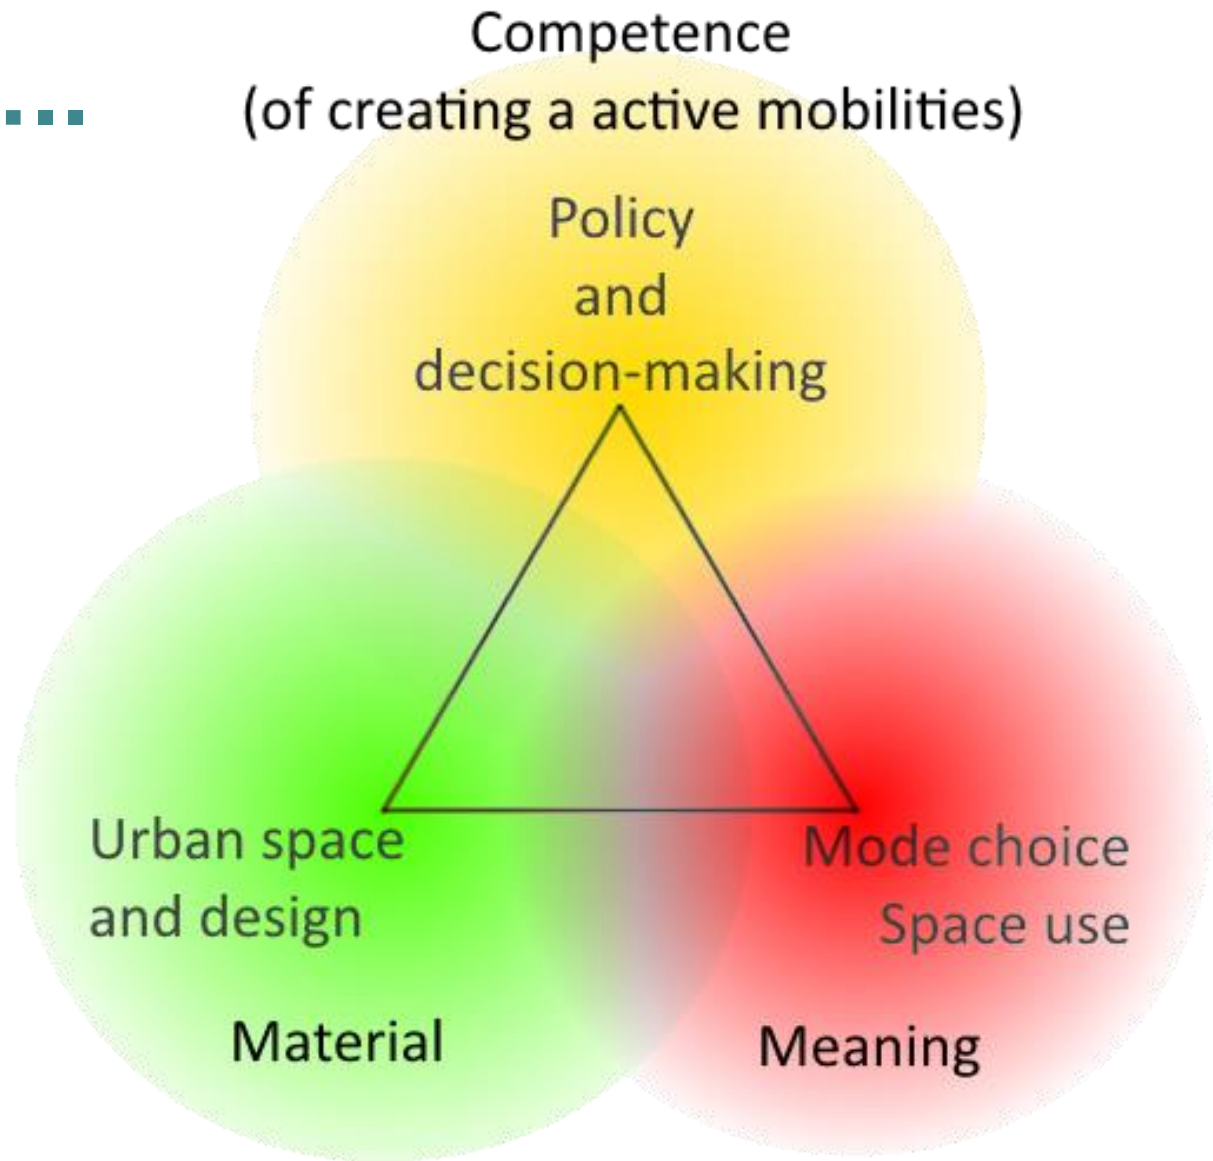 Competence
(of creating a active mobilities)
Policy
and
decision-making
Urban space
and design
Mode choice
Space use
Material
Meaning